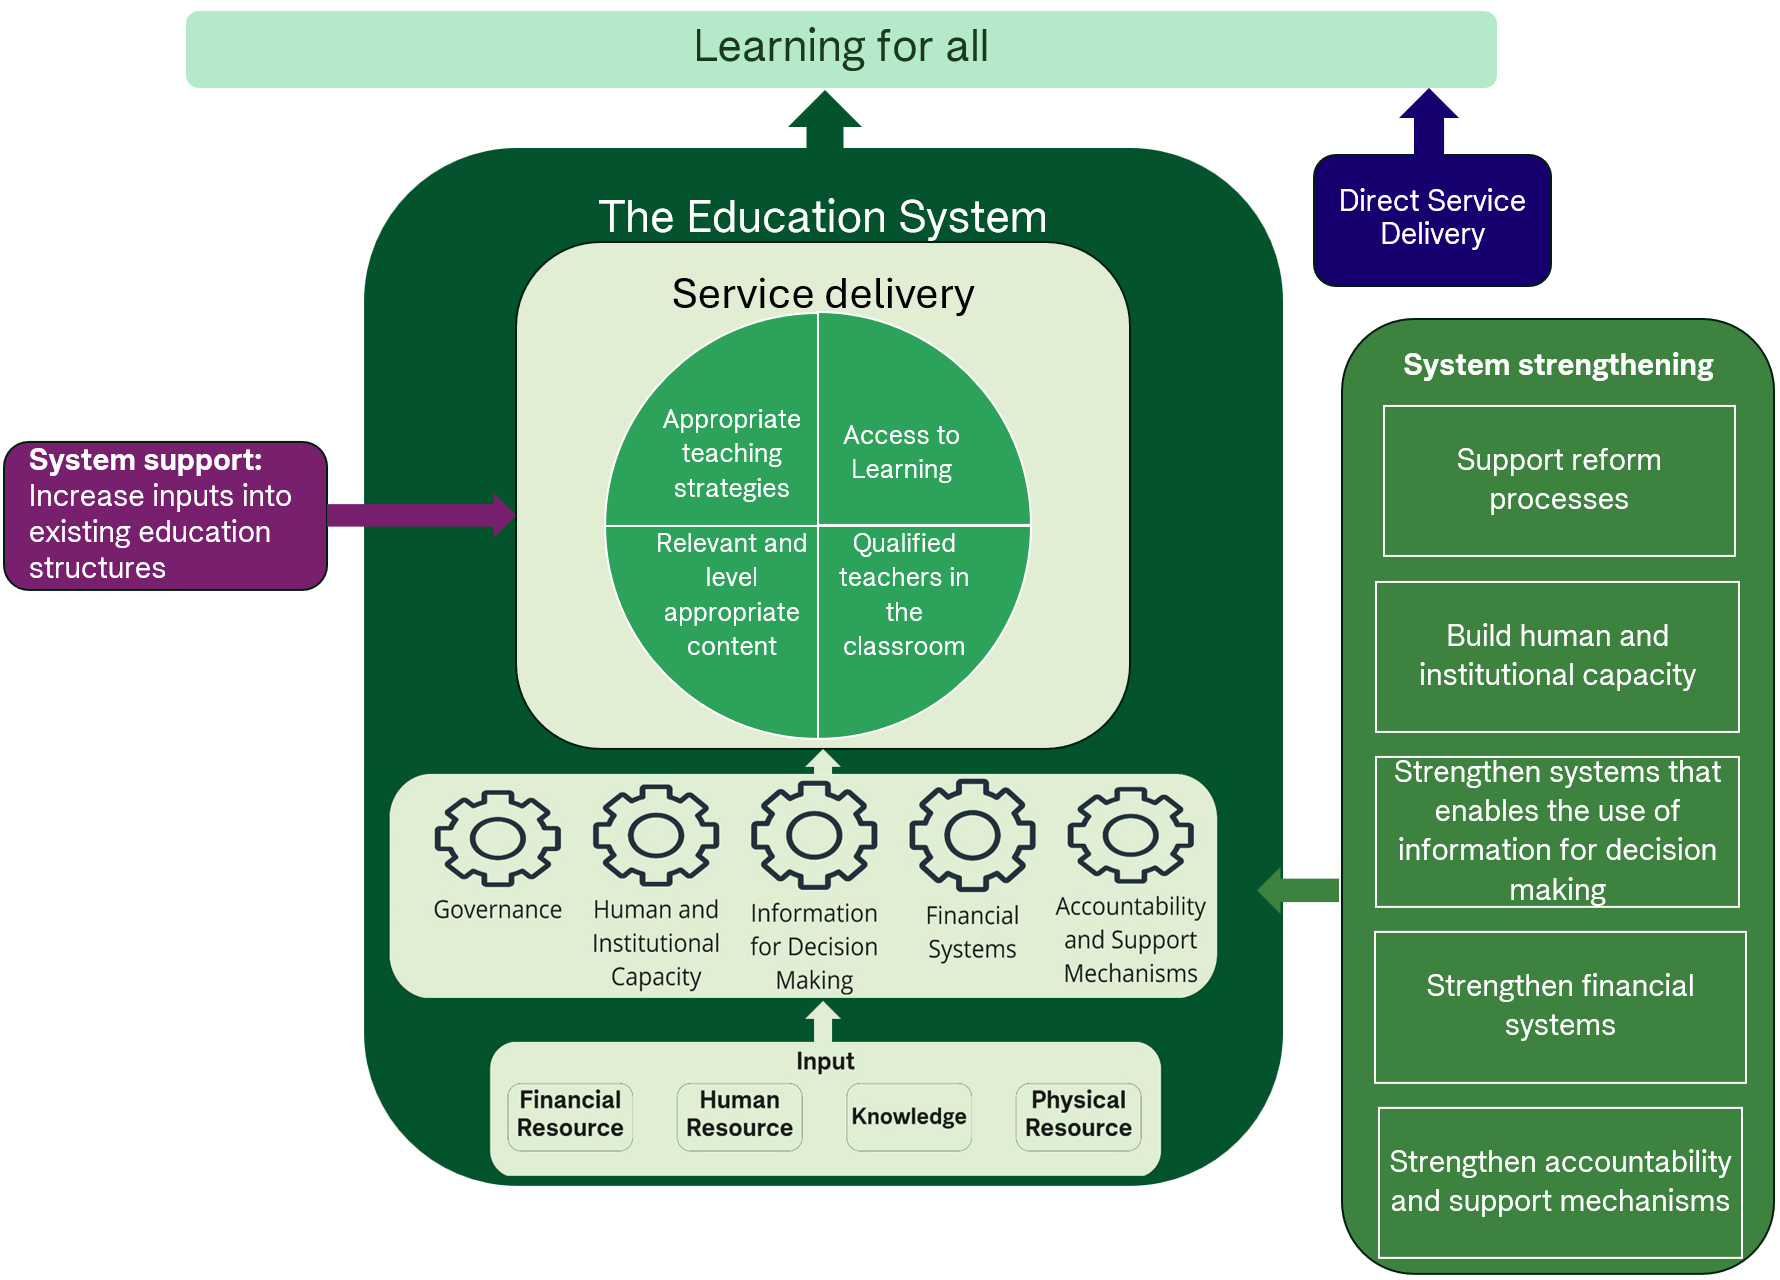 Learning for all
The Education System
Direct Service
Delivery
Service delivery
Appropriate
teaching
strategies
Access to
Learning
Relevant and
level
appropriate
content
Qualified
teachers in
the
classroom
System support:
Increase inputs into
existing education
structures
System strengthening
Support reform
processes
Build human and
institutional capacity
Strengthen systems that
enables the use of
information for decision
making
Strengthen financial
systems
Strengthen accountability
and support mechanisms
Governance
Human and
Institutional
Capacity
Information
for Decision
Making
Financial
Systems
Accountability
and Support
Mechanisms
Input
Financial
Resource
Human
Resource
Knowledge
Physical
Resource